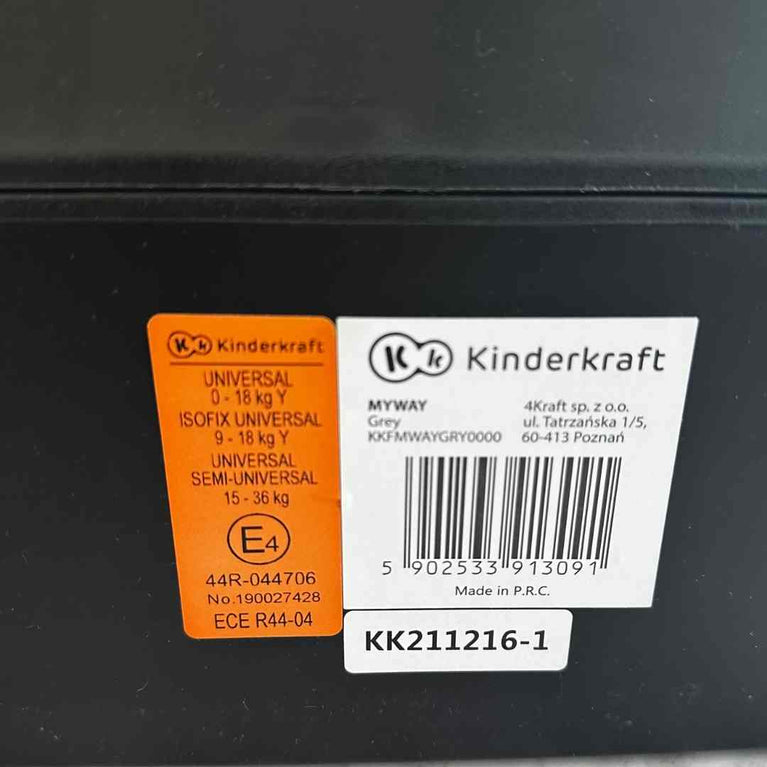 Kk Kinderkraft
UNIVERSAL
0 - 18 kg Y
ISOFIX UNIVERSAL
9 - 18 kg Y
UNIVERSAL
SEMI-UNIVERSAL
15 - 36 kg
E4
44R-044706
No.190027428
ECE R44-04
Kk Kinderkraft
MYWAY
Grey
KKFMWAYGRY0000
4Kraft sp. z o.o.
ul. Tatrzańska 1/5,
60-413 Poznań
5 902533 913091
Made in P.R.C.
KK211216-1